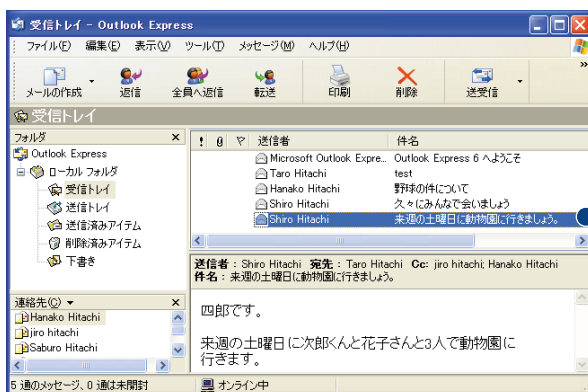 受信トレイ - Outlook Express
ファイル(F) 編集(E) 表示(V) ツール(T) メッセージ(M) ヘルプ(H)
メールの作成 返信 全員へ返信 転送 印刷 削除 送受信
受信トレイ
フォルダ
Outlook Express
ローカル フォルダ
受信トレイ
送信トレイ
送信済みアイテム
削除済みアイテム
下書き
連絡先(C)
Hanako Hitachi
jiro hitachi
Saburo Hitachi
送信者 件名
Microsoft Outlook Expre... Outlook Express 6 へようこそ
Taro Hitachi test
Hanako Hitachi 野球の件について
Shiro Hitachi 久々にみんなで会いましょう
Shiro Hitachi 来週の土曜日に動物園に行きましょう。
送信者 : Shiro Hitachi 宛先 : Taro Hitachi Cc: jiro hitachi; Hanako Hitachi
件名 : 来週の土曜日に動物園に行きましょう。
四郎です。
来週の土曜日に次郎くんと花子さんと3人で動物園に
行きます。
5 通のメッセージ、0 通は未開封 オンライン中